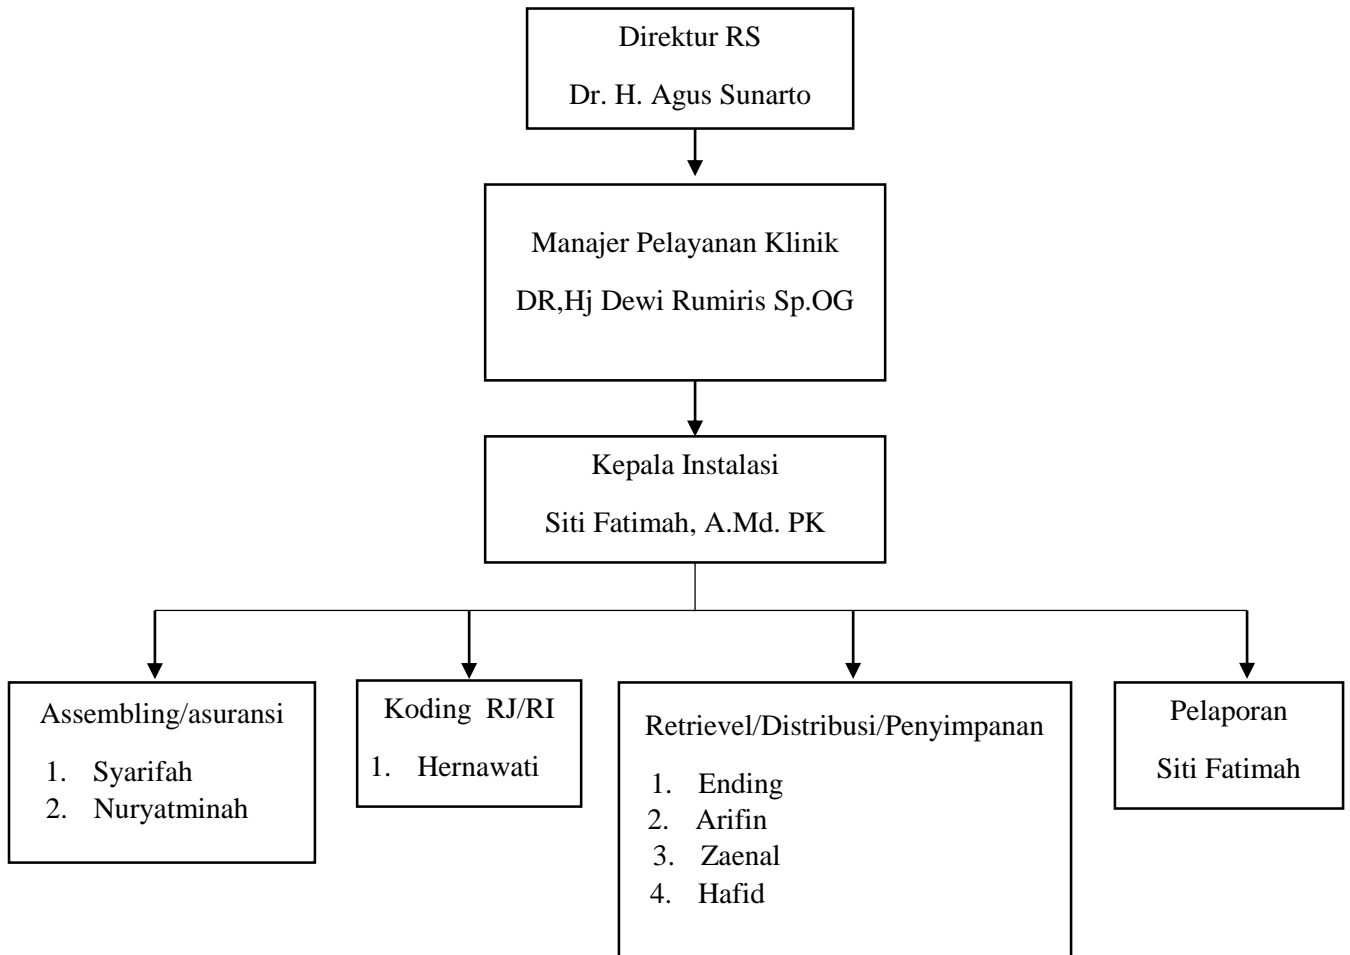 Direktur RS
Dr. H. Agus Sunarto
Manajer Pelayanan Klinik
DR,Hj Dewi Rumiris Sp.OG
Kepala Instalasi
Siti Fatimah, A.Md. PK
Assembling/asuransi
1. Syarifah
2. Nuryatminah
Koding RJ/RI
1. Hernawati
Retrievel/Distribusi/Penyimpanan
1. Ending
2. Arifin
3. Zaenal
4. Hafid
Pelaporan
Siti Fatimah